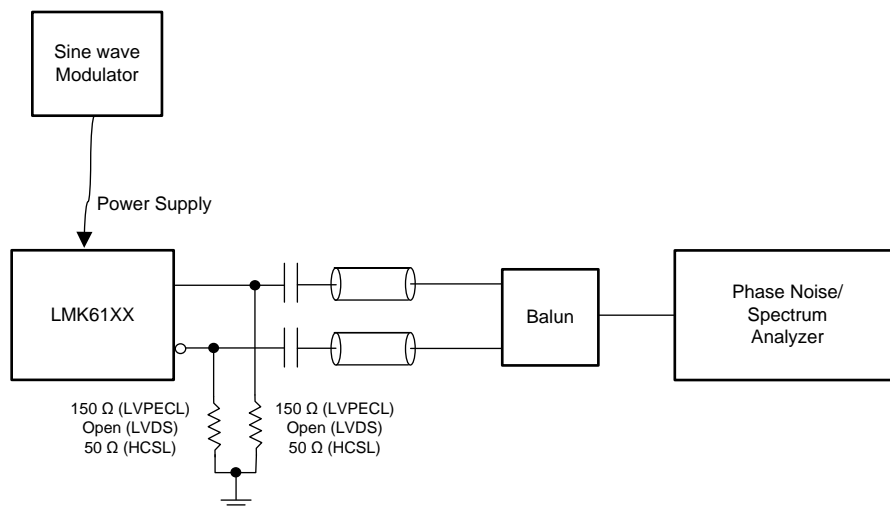 Sine wave
Modulator
Power Supply
LMK61XX
Balun
Phase Noise/
Spectrum
Analyzer
150 Ω (LVPECL)
Open (LVDS)
50 Ω (HCSL)
150 Ω (LVPECL)
Open (LVDS)
50 Ω (HCSL)